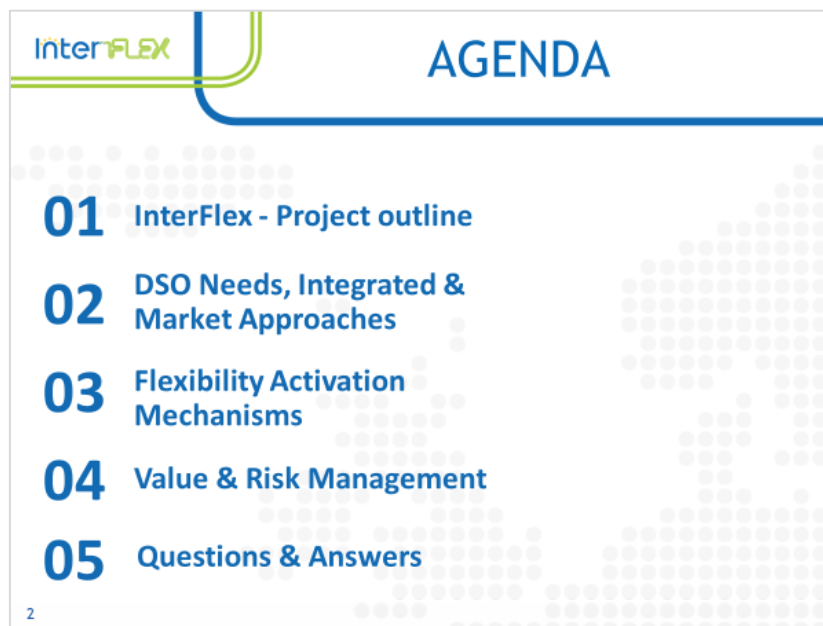 InterFLEX
AGENDA
01 InterFlex - Project outline
02 DSO Needs, Integrated &
Market Approaches
03 Flexibility Activation
Mechanisms
04 Value & Risk Management
05 Questions & Answers
2